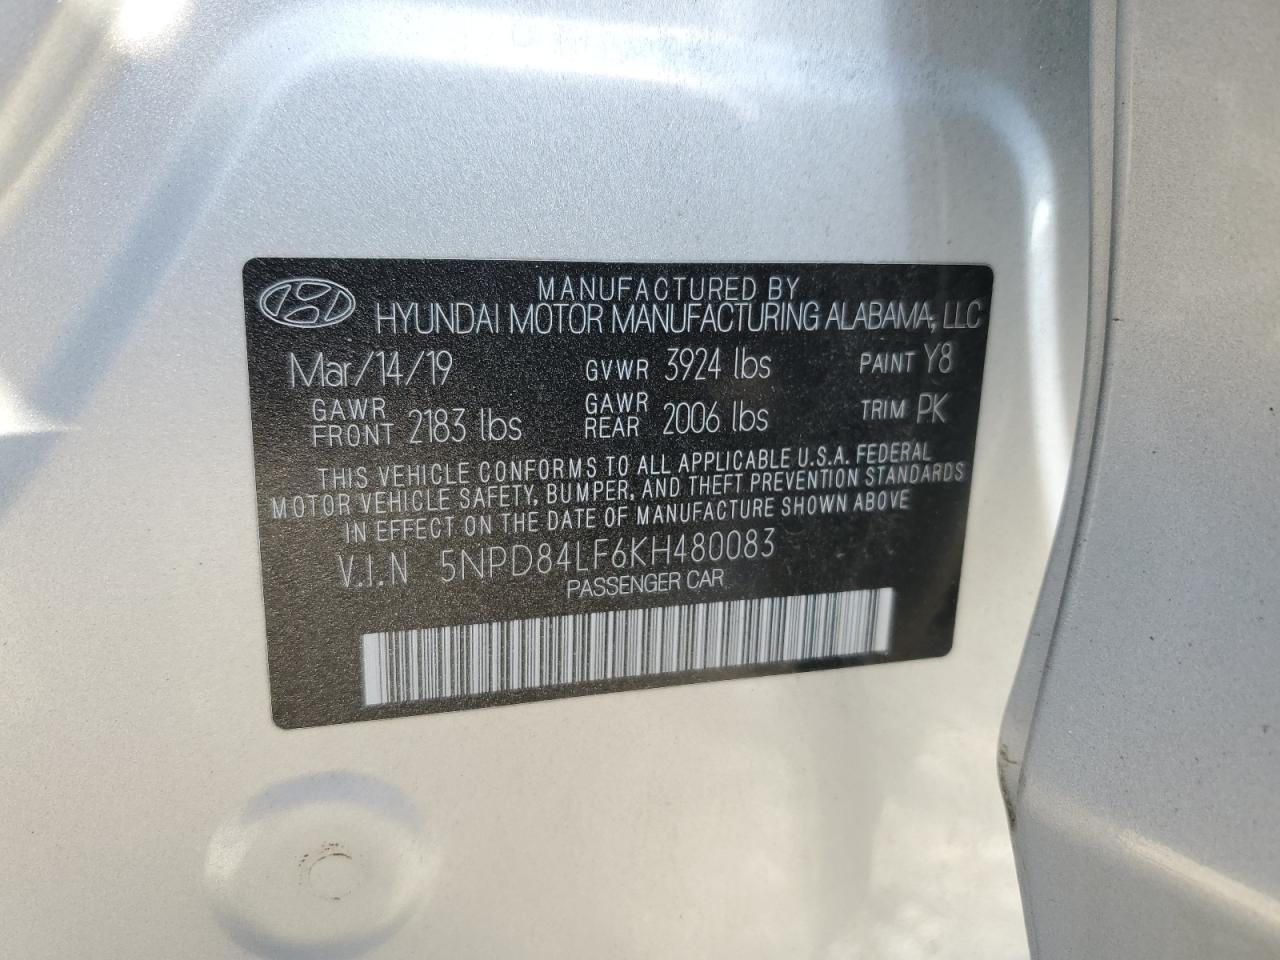 MANUFACTURED BY
HYUNDAI MOTOR MANUFACTURING ALABAMA, LLC
Mar/14/19 GVWR 3924 lbs PAINT Y8
GAWR FRONT 2183 lbs GAWR REAR 2006 lbs TRIM PK
THIS VEHICLE CONFORMS TO ALL APPLICABLE U.S.A. FEDERAL
MOTOR VEHICLE SAFETY, BUMPER, AND THEFT PREVENTION STANDARDS
IN EFFECT ON THE DATE OF MANUFACTURE SHOWN ABOVE
V.I.N 5NPD84LF6KH480083
PASSENGER CAR